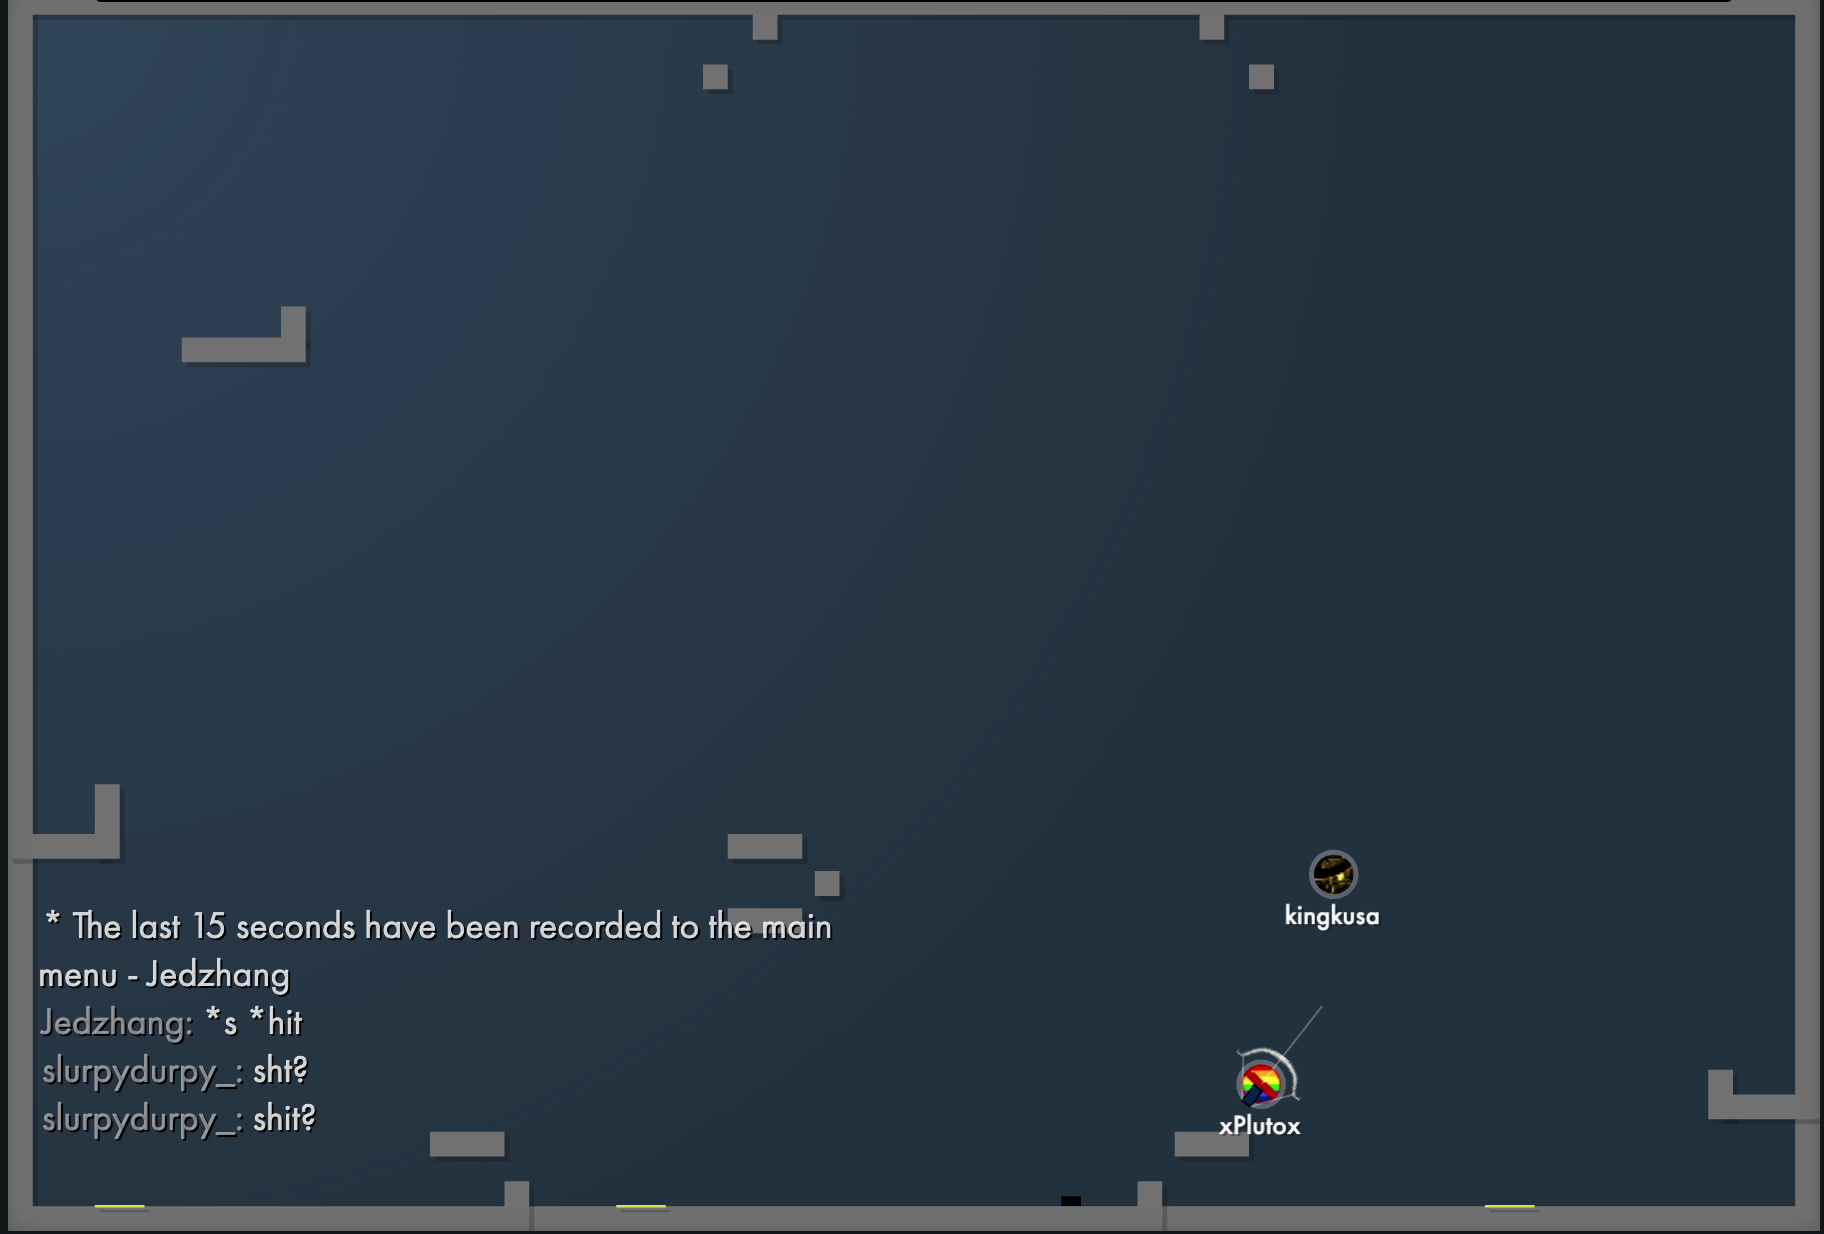 * The last 15 seconds have been recorded to the main
menu - Jedzhang
Jedzhang: *s *hit
slurpydurpy_: sht?
slurpydurpy_: shit?
kingkusa
xPlutox